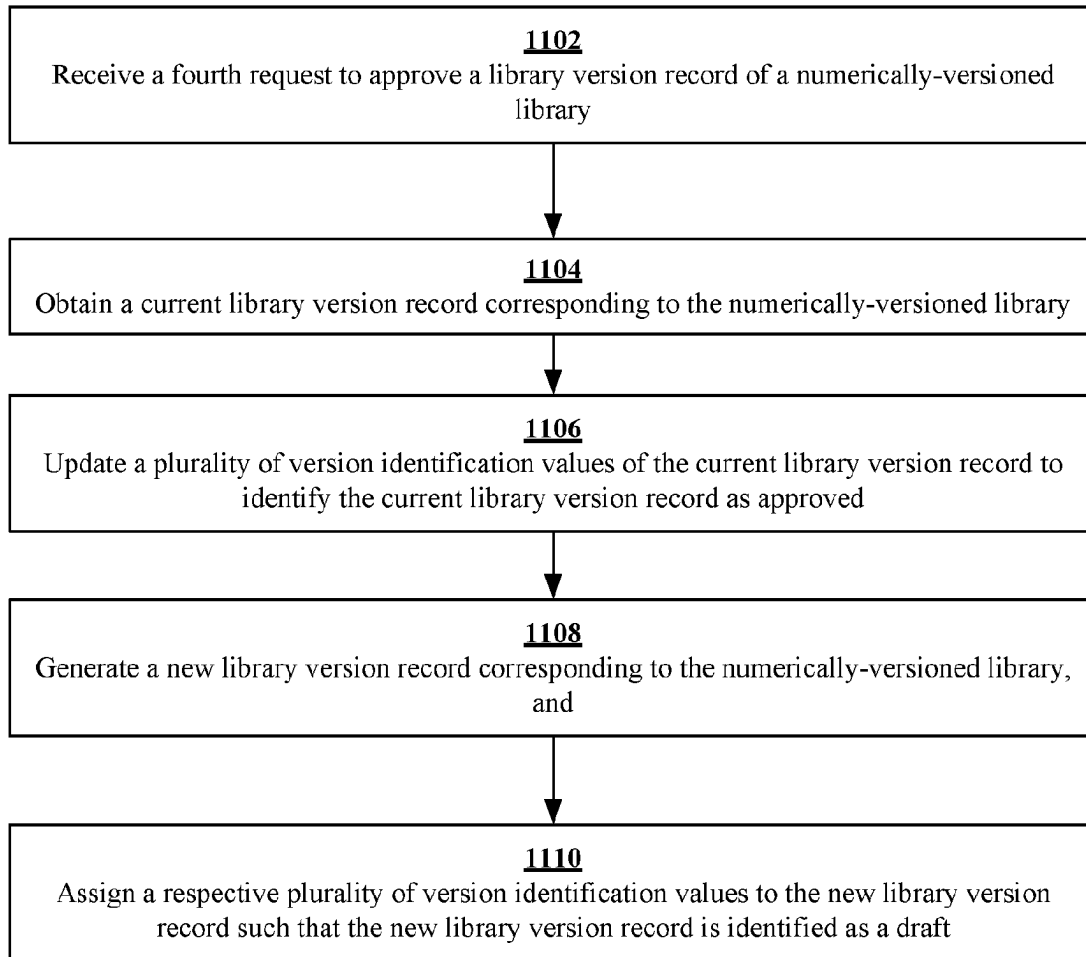 1102
Receive a fourth request to approve a library version record of a numerically-versioned
library
1104
Obtain a current library version record corresponding to the numerically-versioned library
1106
Update a plurality of version identification values of the current library version record to
identify the current library version record as approved
1108
Generate a new library version record corresponding to the numerically-versioned library,
and
1110
Assign a respective plurality of version identification values to the new library version
record such that the new library version record is identified as a draft